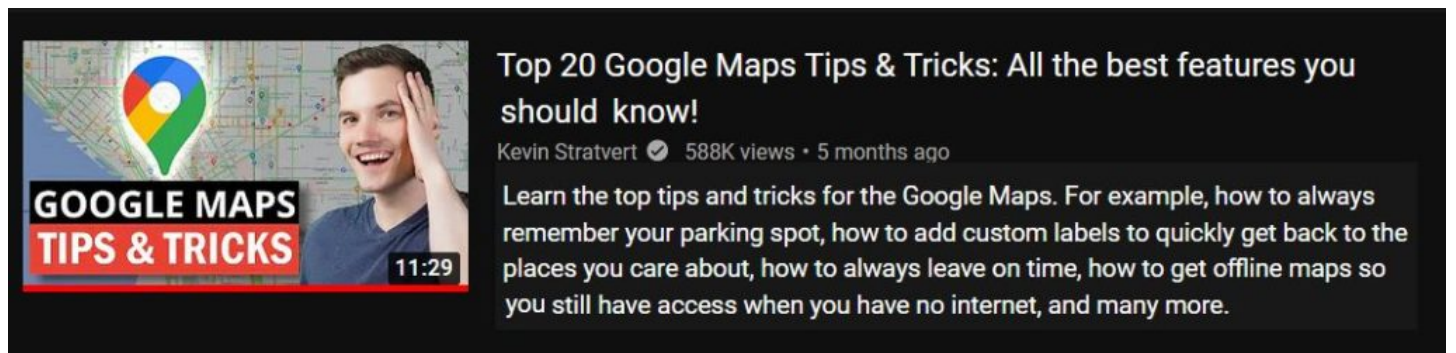 Top 20 Google Maps Tips & Tricks: All the best features you
should know!
Kevin Stratvert 588K views • 5 months ago
Learn the top tips and tricks for the Google Maps. For example, how to always
remember your parking spot, how to add custom labels to quickly get back to the
places you care about, how to always leave on time, how to get offline maps so
you still have access when you have no internet, and many more.
GOOGLE MAPS
TIPS & TRICKS
11:29